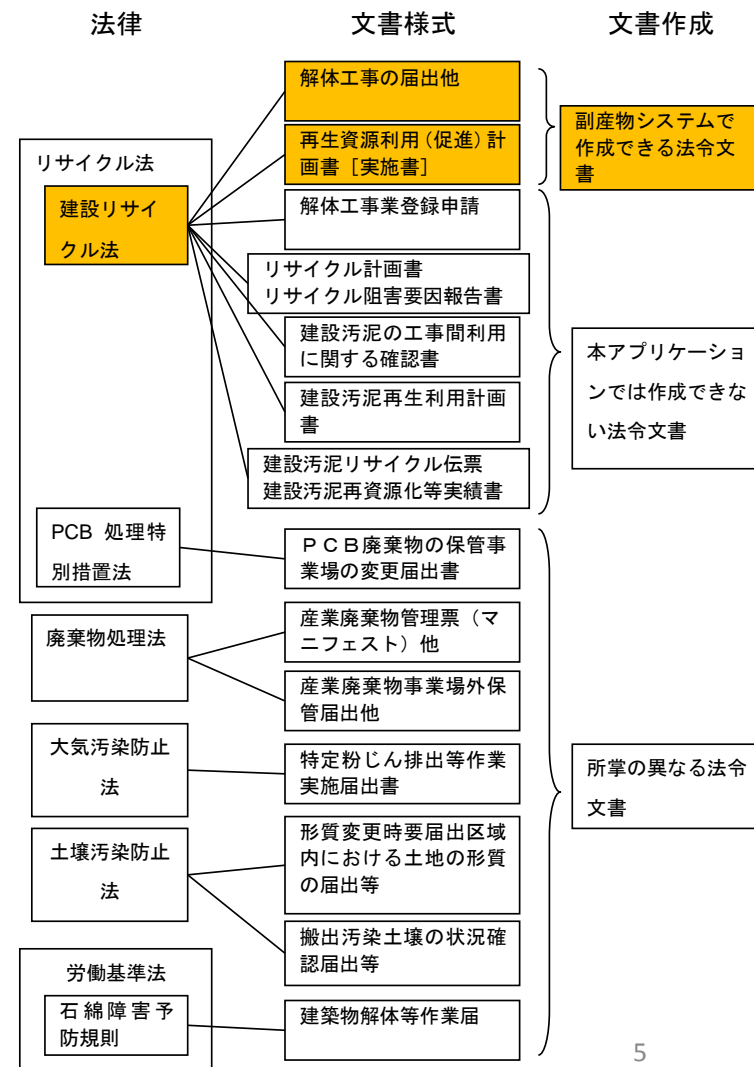 法律
文書様式
文書作成
リサイクル法
建設リサイ
クル法
PCB 処理特
別措置法
廃棄物処理法
大気汚染防止
法
土壌汚染防止
法
労働基準法
石綿障害予
防規則
解体工事の届出他
再生資源利用(促進)計
画書[実施書]
解体工事業登録申請
リサイクル計画書
リサイクル阻害要因報告書
建設汚泥の工事間利用
に関する確認書
建設汚泥再生利用計画
書
建設汚泥リサイクル伝票
建設汚泥再資源化等実績書
PCB廃棄物の保管事
業場の変更届出書
産業廃棄物管理票(マ
ニフェスト)他
産業廃棄物事業場外保
管届出他
特定粉じん排出等作業
実施届出書
形質変更時要届出区域
内における土地の形質
の届出等
搬出汚染土壌の状況確
認届出等
建築物解体等作業届
副産物システムで
作成できる法令文
書
本アプリケーショ
ンでは作成できな
い法令文書
所掌の異なる法令
文書
5